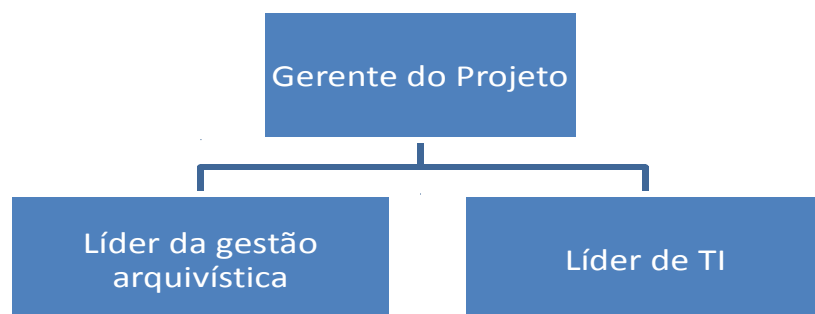 Gerente do Projeto
Líder da gestão
arquivística
Líder de TI